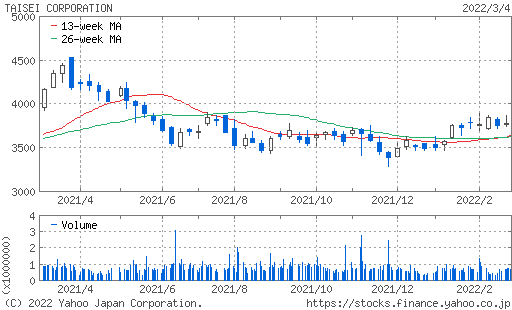 TAISEI CORPORATION 2022/3/4
5000
13-week MA
26-week MA
4500
4000
3500
3000
2021/4 2021/6 2021/8 2021/10 2021/12 2022/2
4
Volume
3
2
1
0
(x1000000)
2021/4 2021/6 2021/8 2021/10 2021/12 2022/2
(C) 2022 Yahoo Japan Corporation. https://stocks.finance.yahoo.co.jp/